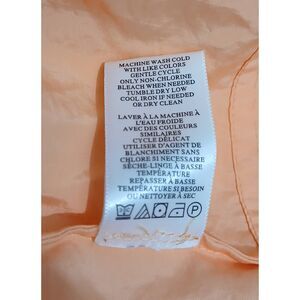 MACHINE WASH COLD
WITH LIKE COLORS
GENTLE CYCLE
ONLY NON-CHLORINE
BLEACH WHEN NEEDED
TUMBLE DRY LOW
COOL IRON IF NEEDED
OR DRY CLEAN
LAVER À LA MACHINE À
L'EAU FROIDE
AVEC DES COULEURS
SIMILAIRES
CYCLE DÉLICAT
UTILISER D'AGENT DE
BLANCHIMENT SANS
CHLORE SI NECESSAIRE
SÈCHE-LINGE À BASSE
TEMPÉRATURE
REPASSER À BASSE
TEMPÉRATURE SI BESOIN
OU NETTOYER À SEC